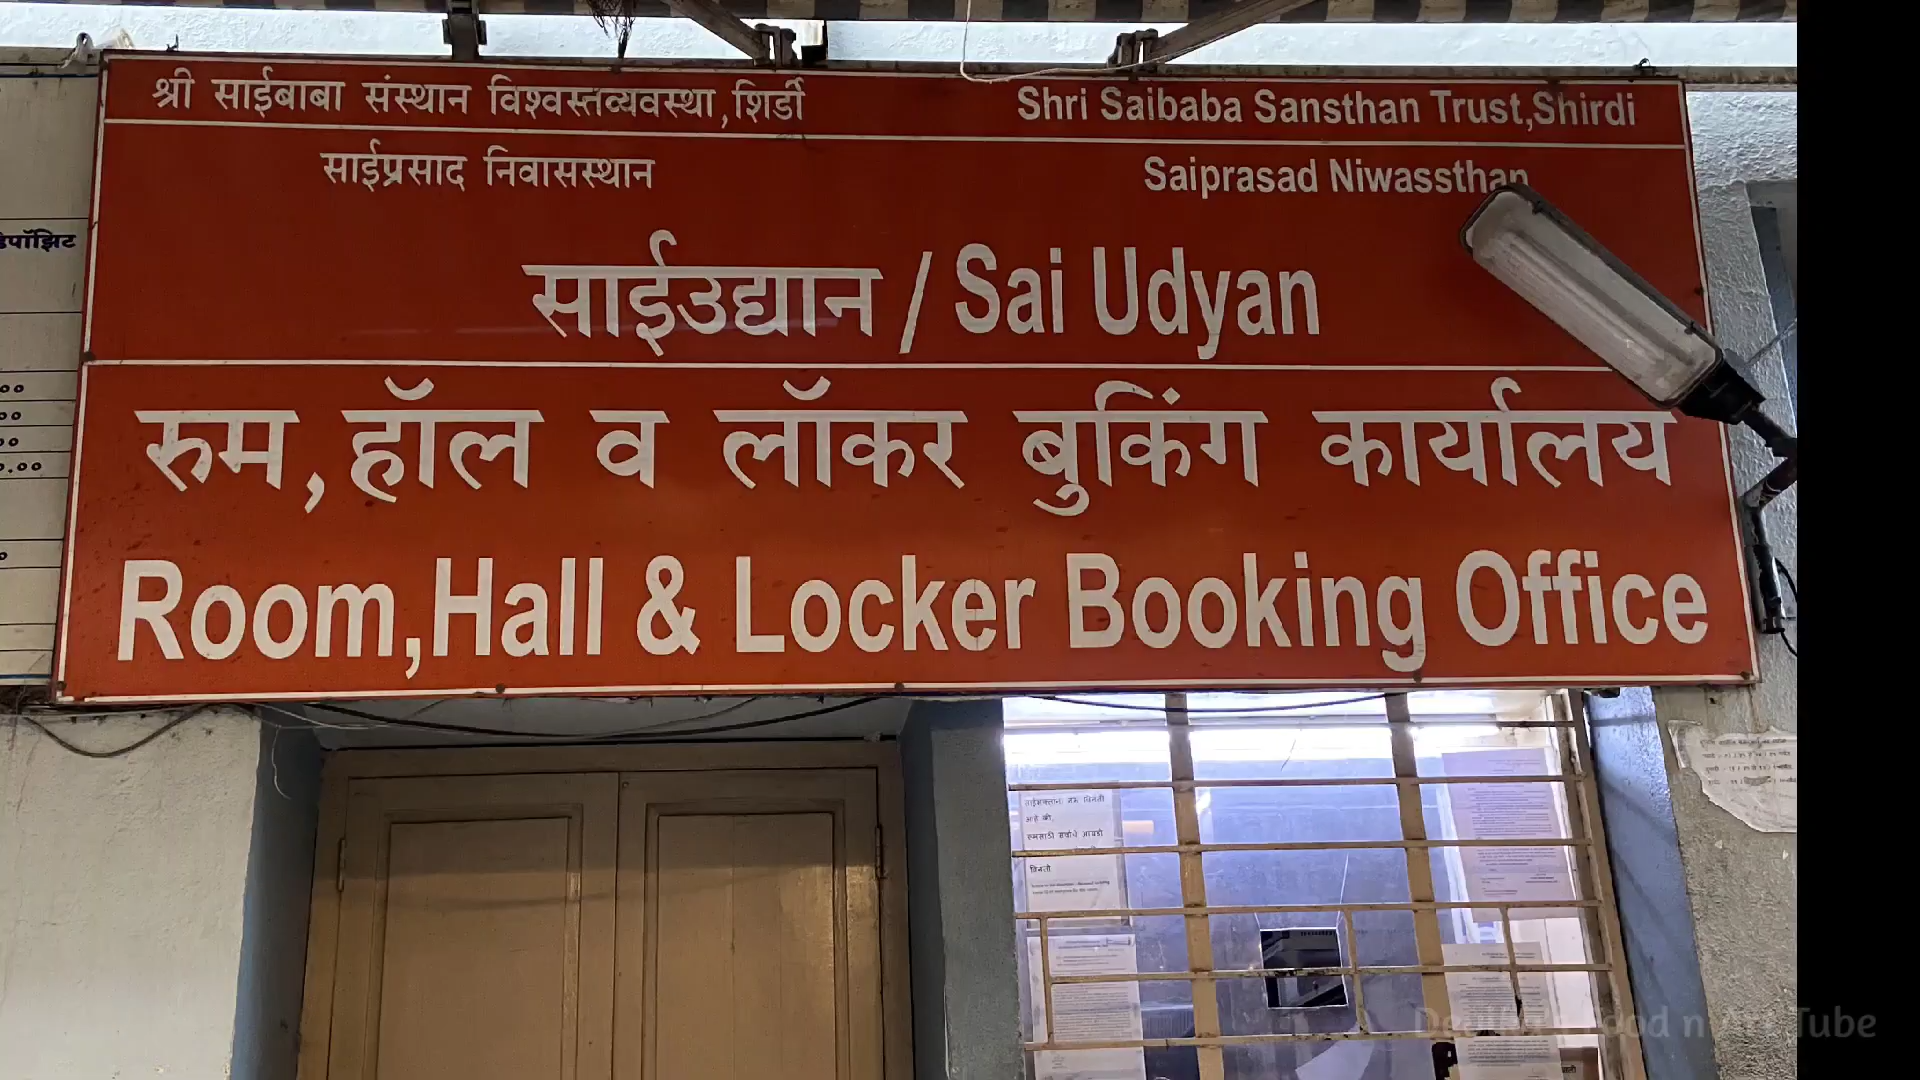 श्री साईबाबा संस्थान विश्वस्तव्यवस्था,शिर्डी
Shri Saibaba Sansthan Trust,Shirdi
साईप्रसाद निवासस्थान
Saiprasad Niwassthan
साईउद्यान / Sai Udyan
रुम,हॉल व लॉकर बुकिंग कार्यालय
Room,Hall & Locker Booking Office
आहे की,
विनंती